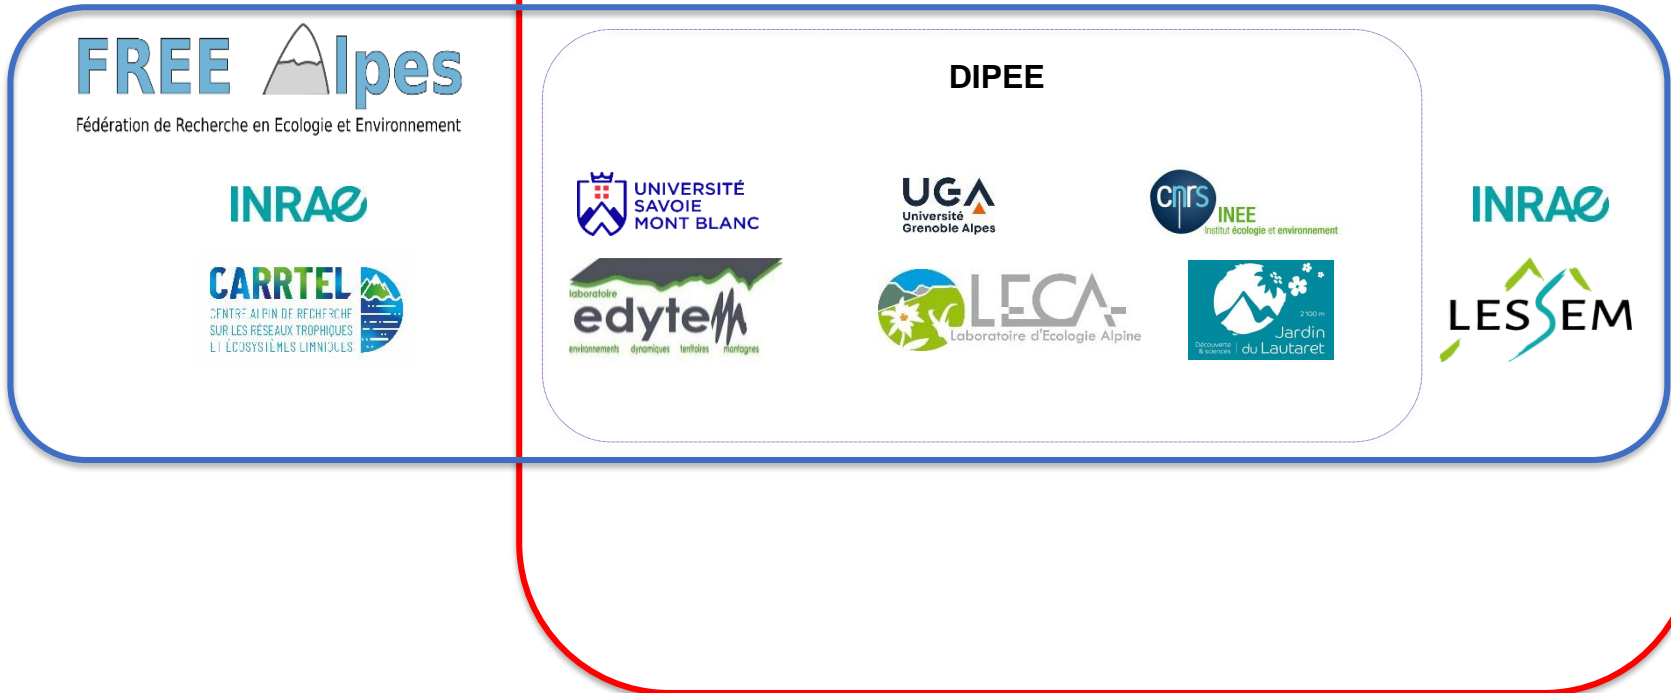 FREE Alpes
Fédération de Recherche en Ecologie et Environnement
DIPEE
INRAE
UNIVERSITÉ
SAVOIE
MONT BLANC
UGA
Université
Grenoble Alpes
cnrs
INEE
Institut écologie et environnement
INRAE
CARRTEL
CENTRE ALPIN DE RECHERCHE
SUR LES RÉSEAUX TROPHIQUES
ET ÉCOSYSTÈMES LIMNIQUES
laboratoire
edytem
environnements dynamiques territoires montagnes
LECA
Laboratoire d'Ecologie Alpine
2100 m
Jardin
du Lautaret
Découverte
& sciences
LESSEM